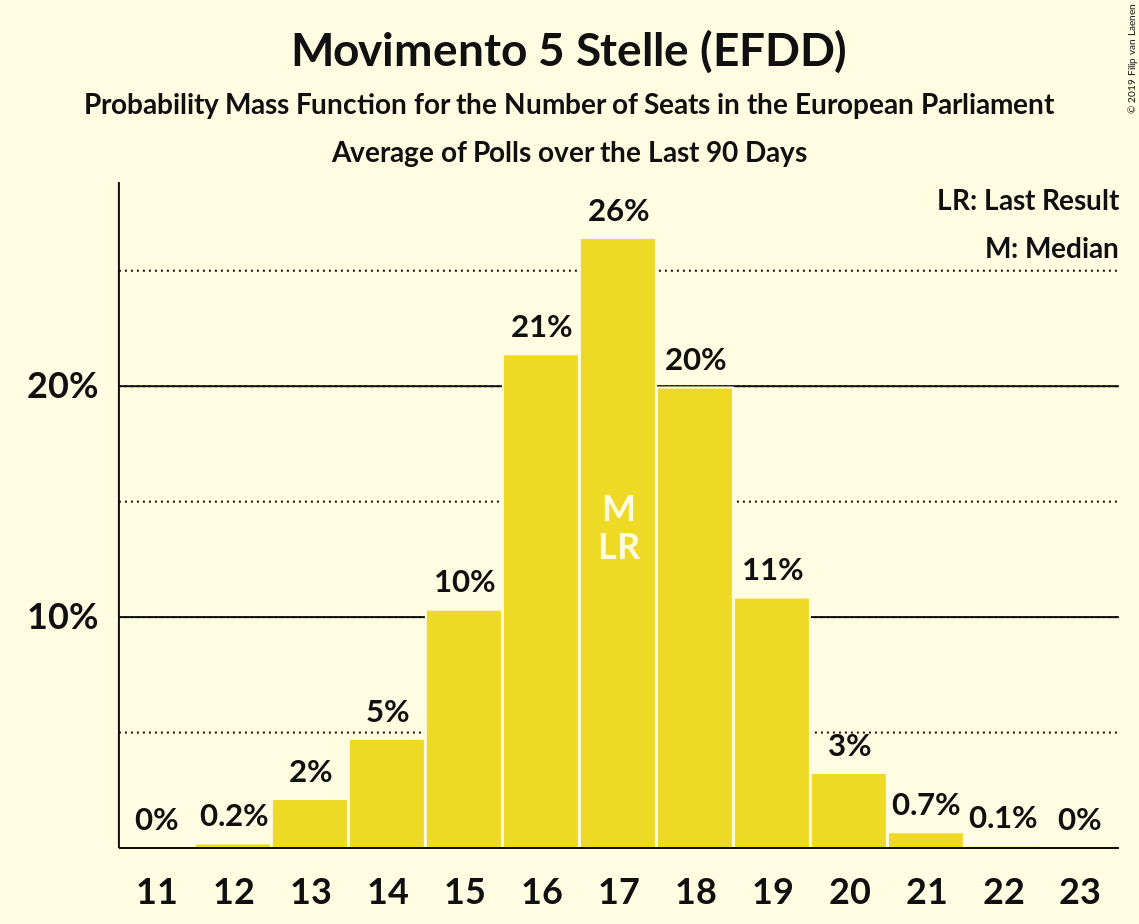 Movimento 5 Stelle (EFDD)
Probability Mass Function for the Number of Seats in the European Parliament
Average of Polls over the Last 90 Days
© 2019 Filip van Laenen
LR: Last Result
M: Median
26%
21%
20%
20%
M
LR
10%
11%
10%
5%
3%
2%
0%
0.2%
0.7%
0.1%
0%
11 12 13 14 15 16 17 18 19 20 21 22 23